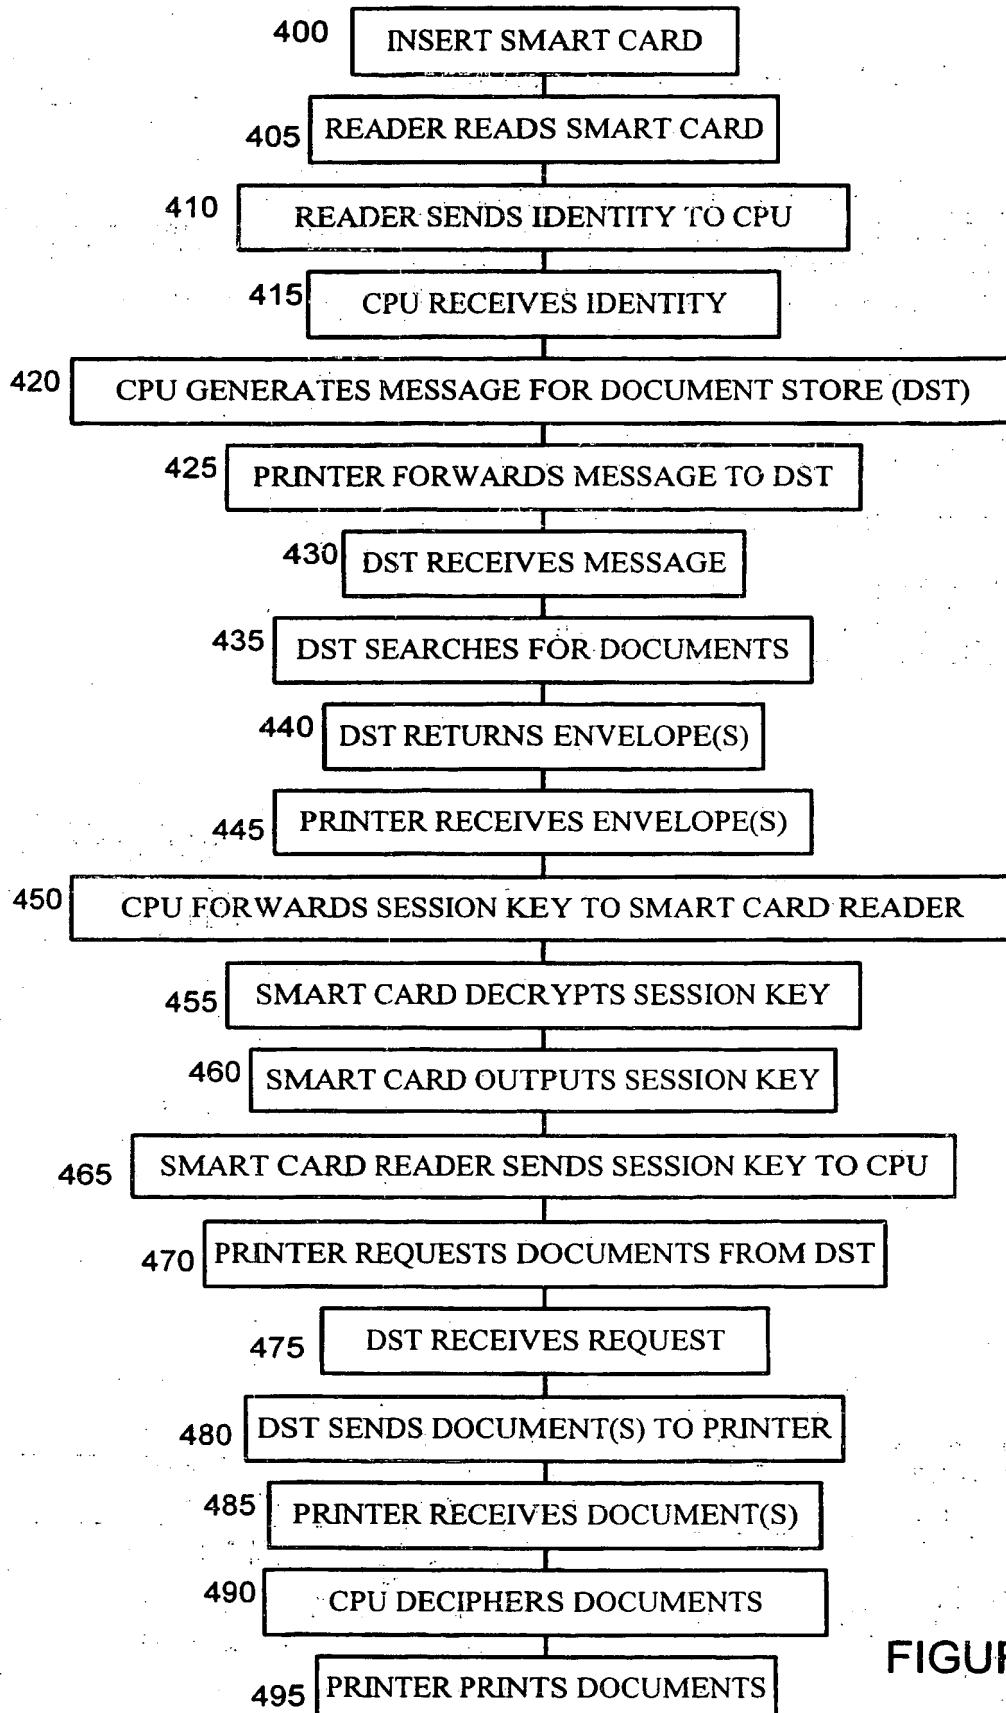 400 INSERT SMART CARD
405 READER READS SMART CARD
410 READER SENDS IDENTITY TO CPU
415 CPU RECEIVES IDENTITY
420 CPU GENERATES MESSAGE FOR DOCUMENT STORE (DST)
425 PRINTER FORWARDS MESSAGE TO DST
430 DST RECEIVES MESSAGE
435 DST SEARCHES FOR DOCUMENTS
440 DST RETURNS ENVELOPE(S)
445 PRINTER RECEIVES ENVELOPE(S)
450 CPU FORWARDS SESSION KEY TO SMART CARD READER
455 SMART CARD DECRYPTS SESSION KEY
460 SMART CARD OUTPUTS SESSION KEY
465 SMART CARD READER SENDS SESSION KEY TO CPU
470 PRINTER REQUESTS DOCUMENTS FROM DST
475 DST RECEIVES REQUEST
480 DST SENDS DOCUMENT(S) TO PRINTER
485 PRINTER RECEIVES DOCUMENT(S)
490 CPU DECIPHERS DOCUMENTS
495 PRINTER PRINTS DOCUMENTS